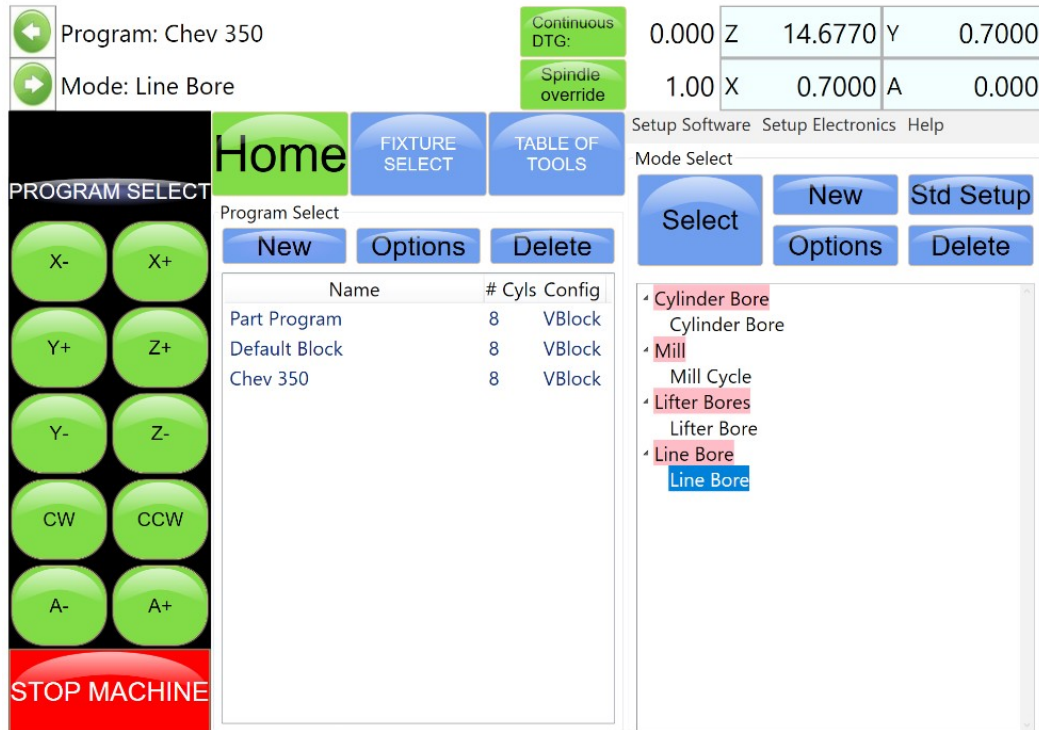 Program: Chev 350
Mode: Line Bore
Continuous DTG:
0.000
Z 14.6770
Y 0.7000
Spindle override
1.00
X 0.7000
A 0.000
PROGRAM SELECT
X-
X+
Y+
Z+
Y-
Z-
CW
CCW
A-
A+
STOP MACHINE
Home
FIXTURE SELECT
TABLE OF TOOLS
Program Select
New
Options
Delete
Name # Cyls Config
Part Program 8 VBlock
Default Block 8 VBlock
Chev 350 8 VBlock
Setup Software Setup Electronics Help
Mode Select
Select
New
Std Setup
Options
Delete
Cylinder Bore
Cylinder Bore
Mill
Mill Cycle
Lifter Bores
Lifter Bore
Line Bore
Line Bore